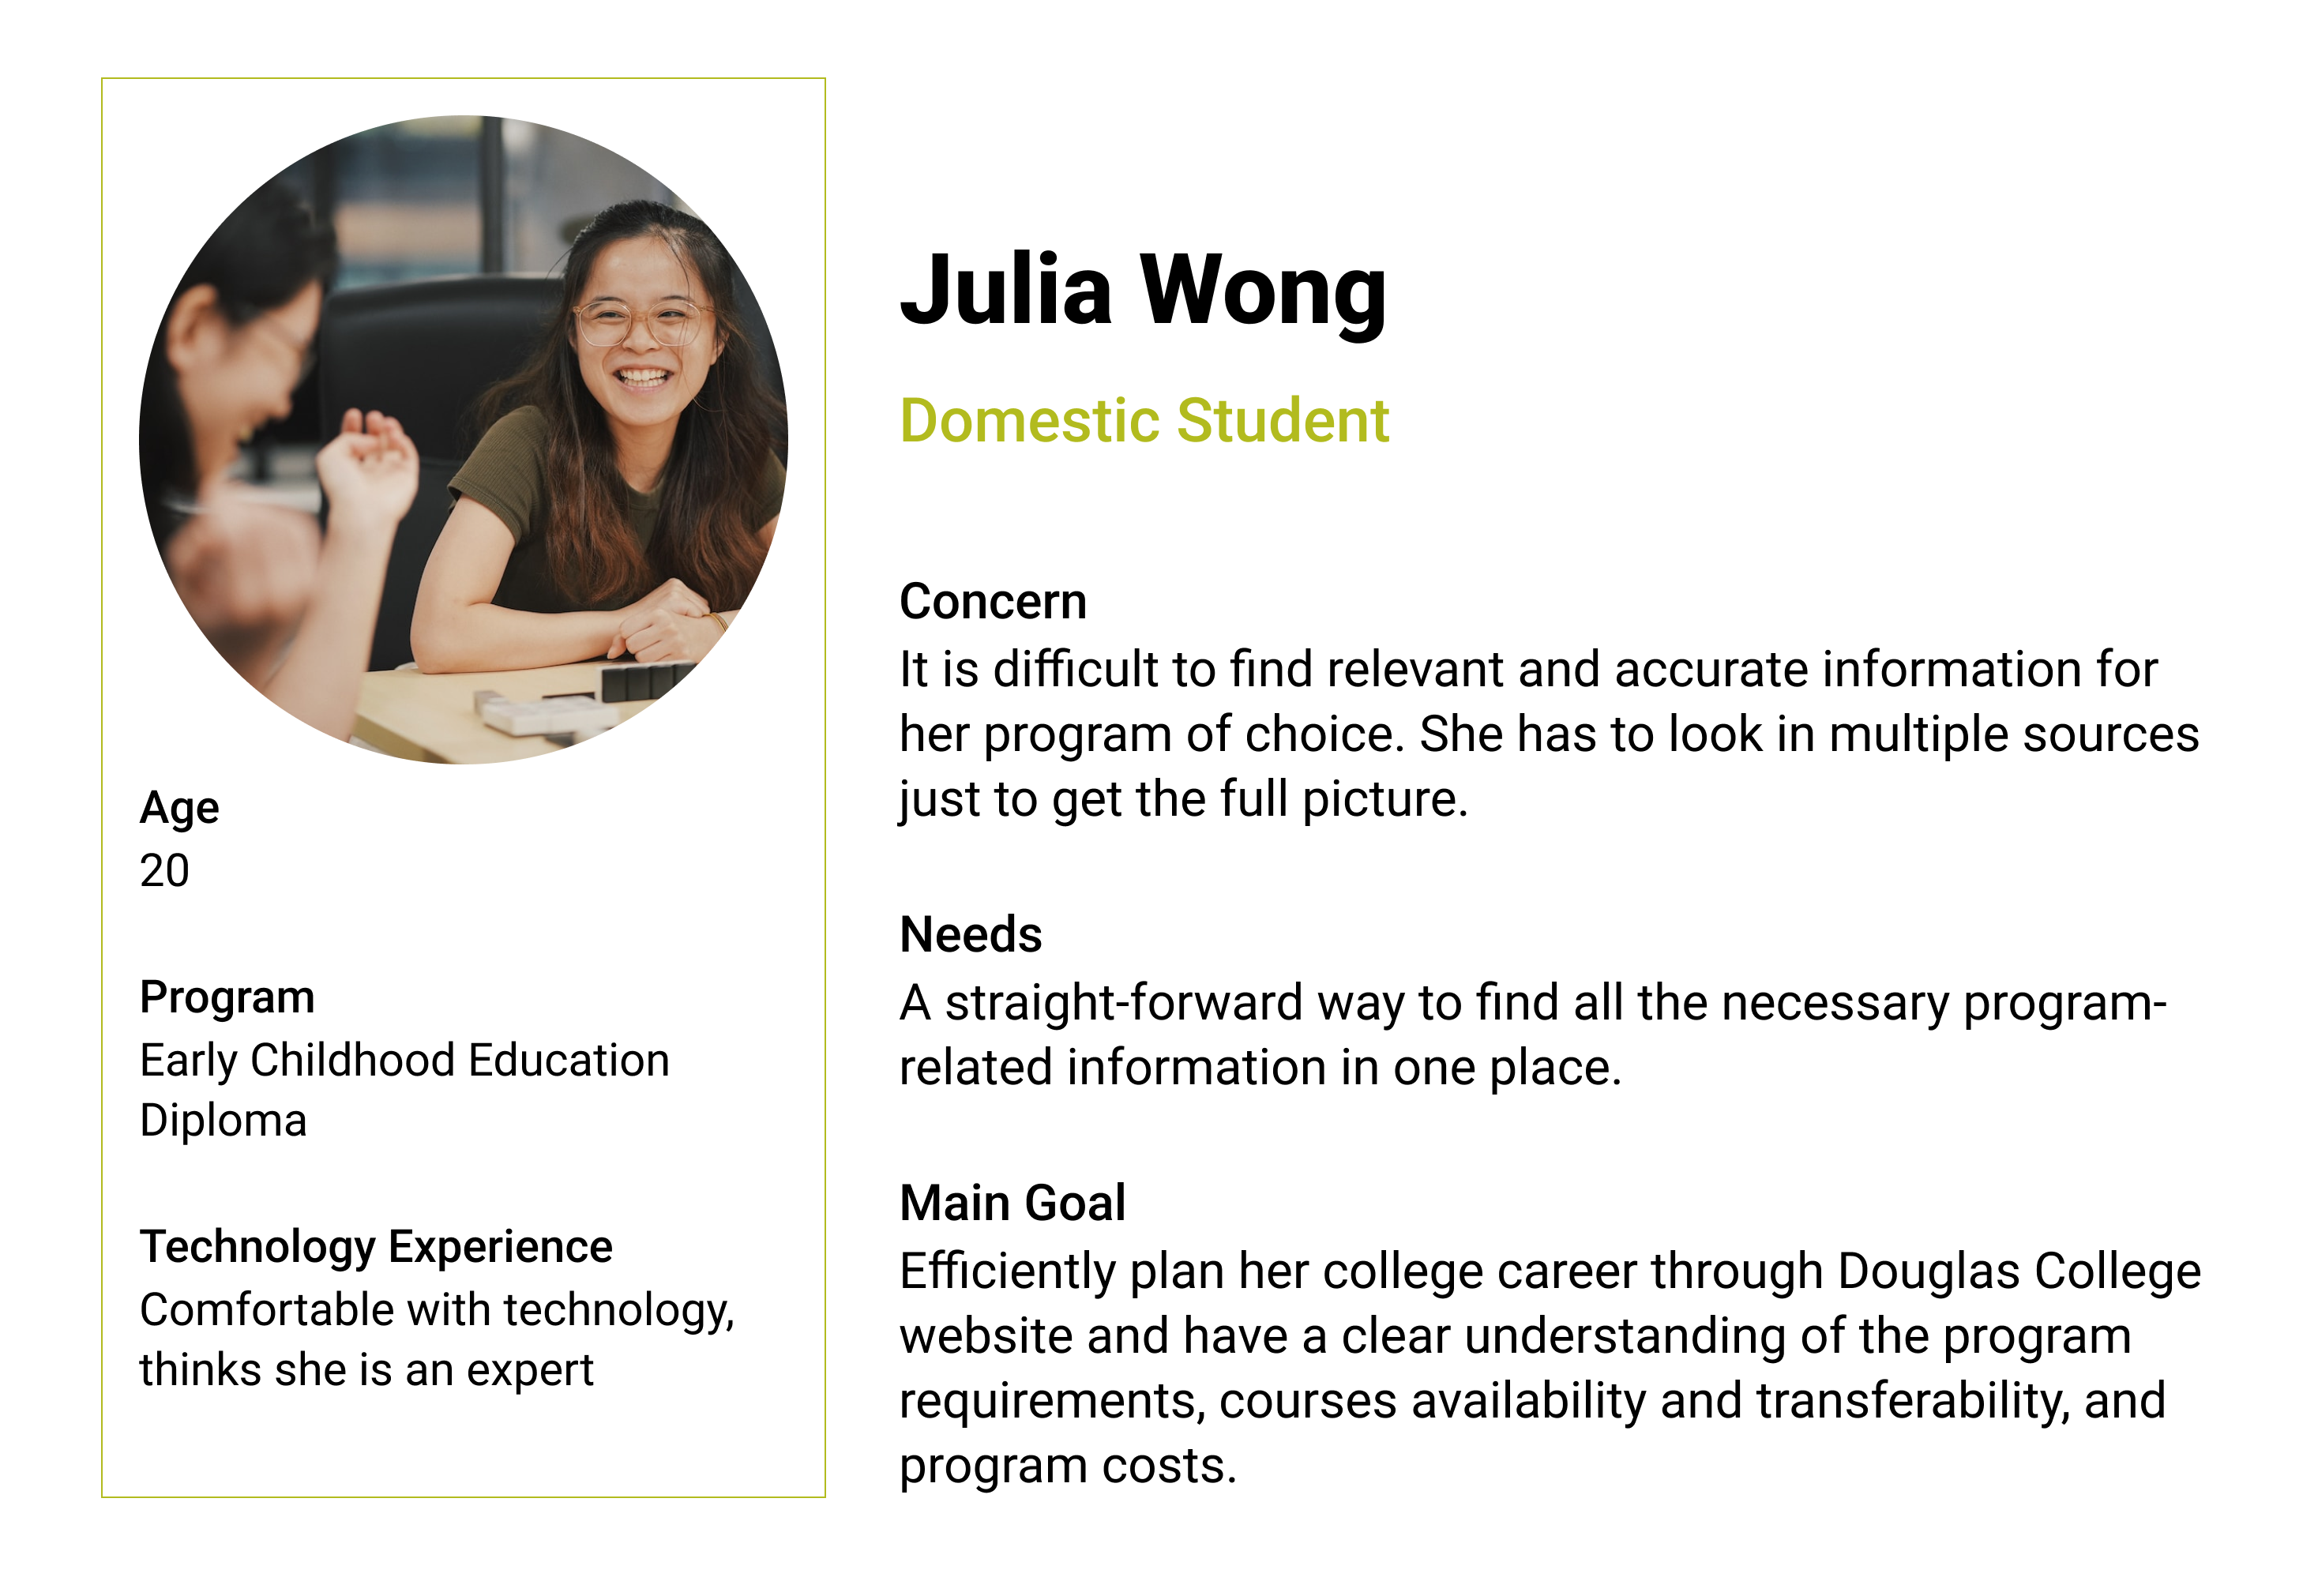 Julia Wong
Domestic Student
Age
20
Program
Early Childhood Education
Diploma
Technology Experience
Comfortable with technology,
thinks she is an expert
Concern
It is difficult to find relevant and accurate information for
her program of choice. She has to look in multiple sources
just to get the full picture.
Needs
A straight-forward way to find all the necessary program-
related information in one place.
Main Goal
Efficiently plan her college career through Douglas College
website and have a clear understanding of the program
requirements, courses availability and transferability, and
program costs.